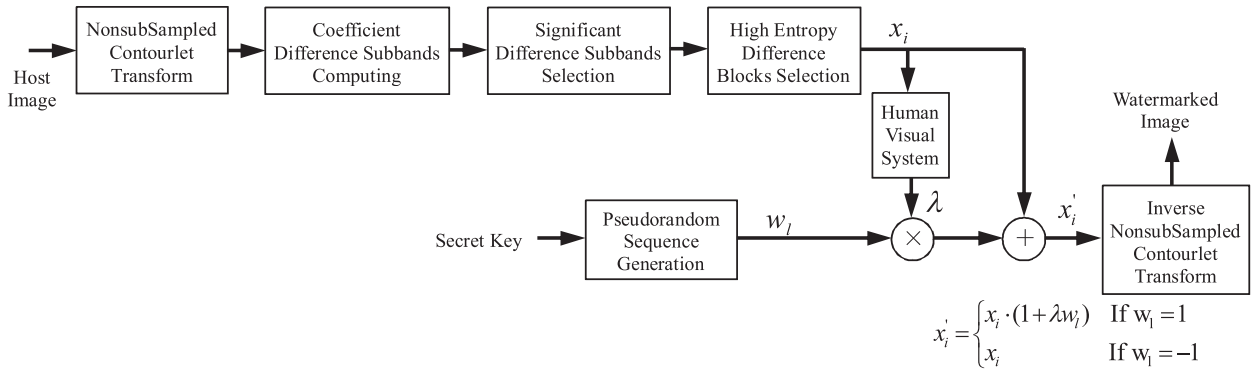 Host
Image
NonsubSampled
Contourlet
Transform
Coefficient
Difference Subbands
Computing
Significant
Difference Subbands
Selection
High Entropy
Difference
Blocks Selection
x_i
Human
Visual
System
λ
Secret Key
Pseudorandom
Sequence
Generation
w_l
×
+
x_i'
Watermarked
Image
Inverse
NonsubSampled
Contourlet
Transform
x_i' = { x_i · (1 + λw_l) If w_l = 1
x_i If w_l = −1